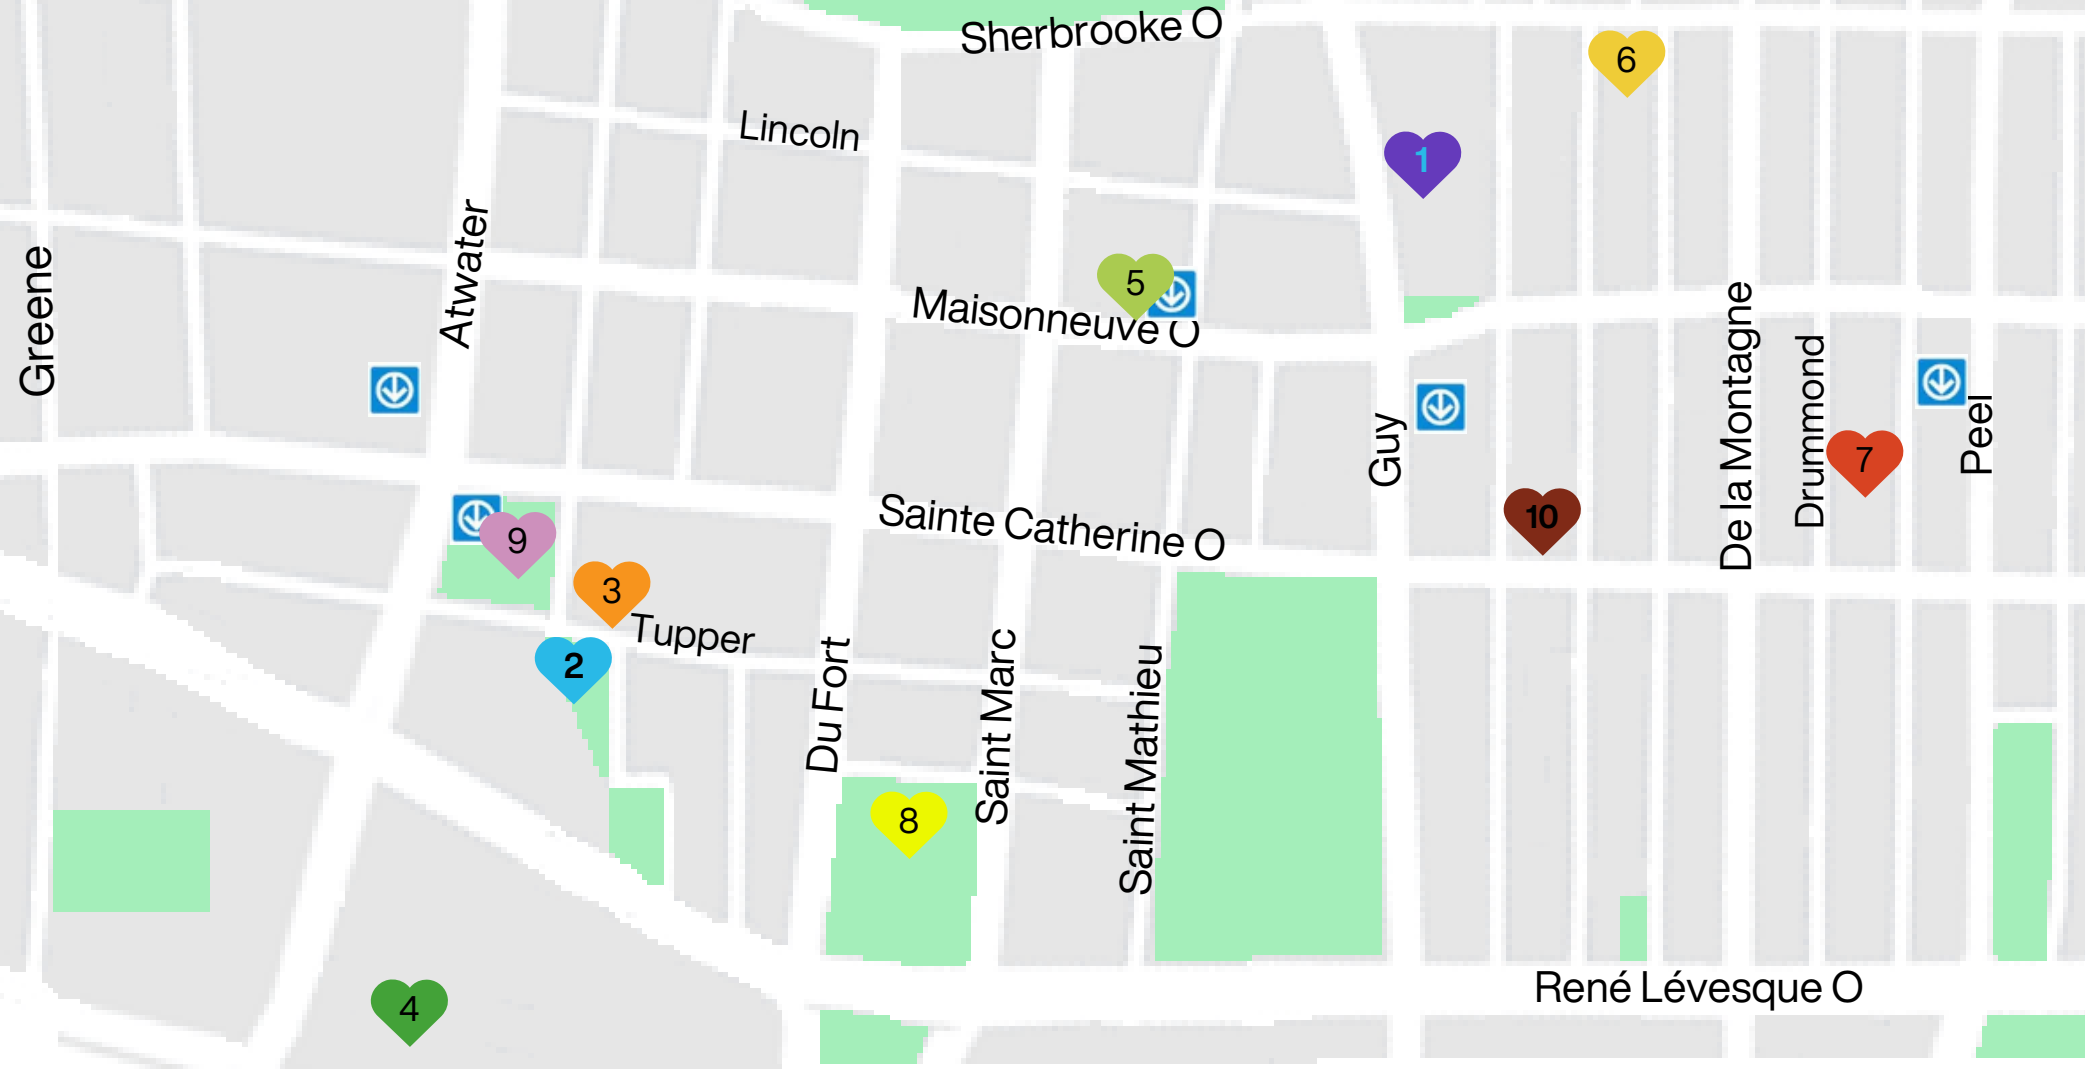 Sherbrooke O
6
Lincoln
1
Atwater
Greene
5
Maisonneuve O
De la Montagne
Drummond
Peel
Guy
7
Sainte Catherine O
10
9
3
Tupper
2
Du Fort
Saint Marc
Saint Mathieu
8
René Lévesque O
4